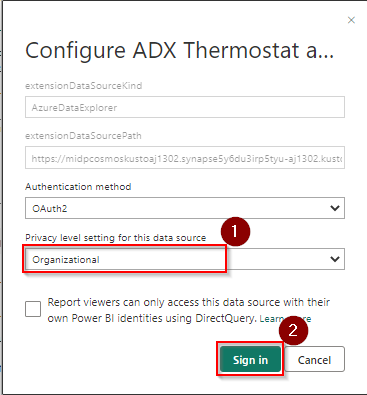 ×
Configure ADX Thermostat a...
extensionDataSourceKind
AzureDataExplorer
extensionDataSourcePath
https://midpcosmoskustoaj1302.synapse5y6du3irp5tyu-aj1302.kusto
Authentication method
OAuth2
Privacy level setting for this data source
1
Organizational
Report viewers can only access this data source with their
own Power BI identities using DirectQuery. Learn more
2
Sign in
Cancel